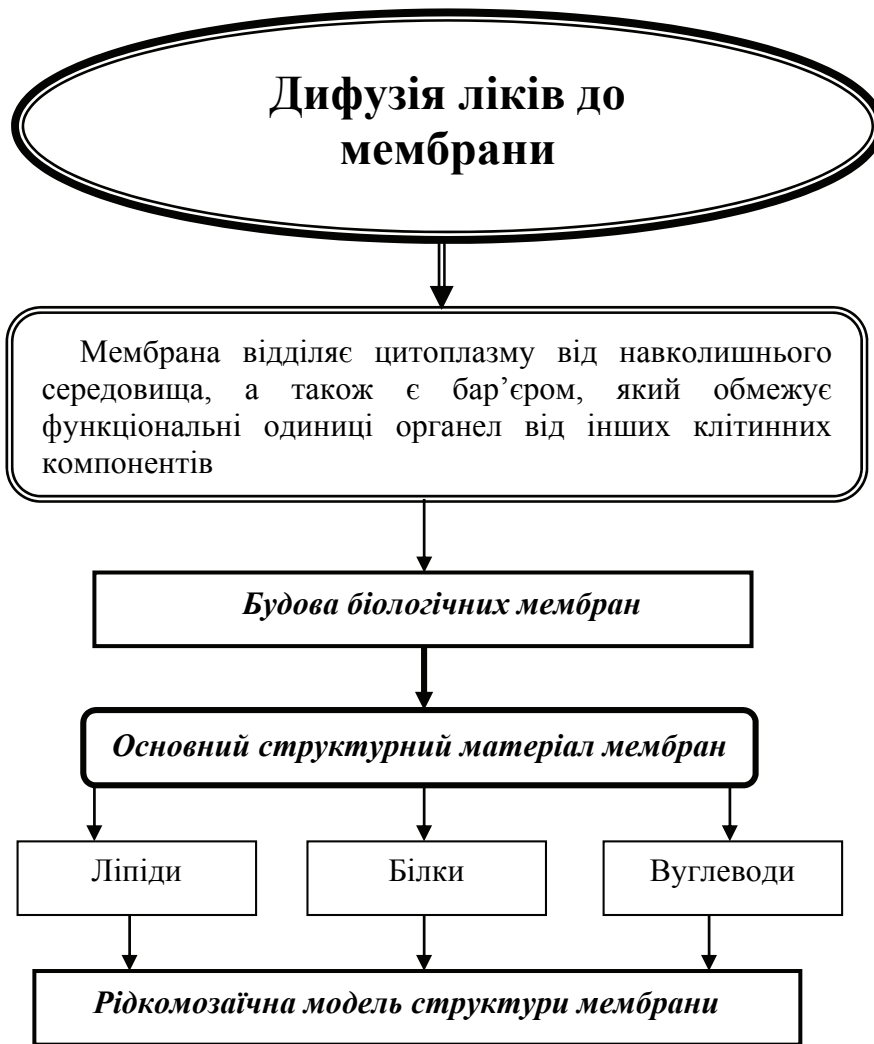 Дифузія ліків до
мембрани
Мембрана відділяє цитоплазму від навколишнього
середовища, а також є бар’єром, який обмежує
функціональні одиниці органел від інших клітинних
компонентів
Будова біологічних мембран
Основний структурний матеріал мембран
Ліпіди
Білки
Вуглеводи
Рідкомозаїчна модель структури мембрани